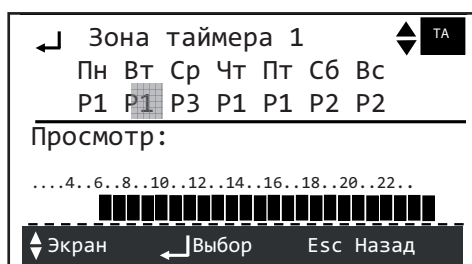 Зона таймера 1 TA
Пн Вт Ср Чт Пт Сб Вс
P1 P1 P3 P1 P1 P2 P2
Просмотр:
....4..6..8..10..12..14..16..18..20..22..
Экран Выбор Esc Назад